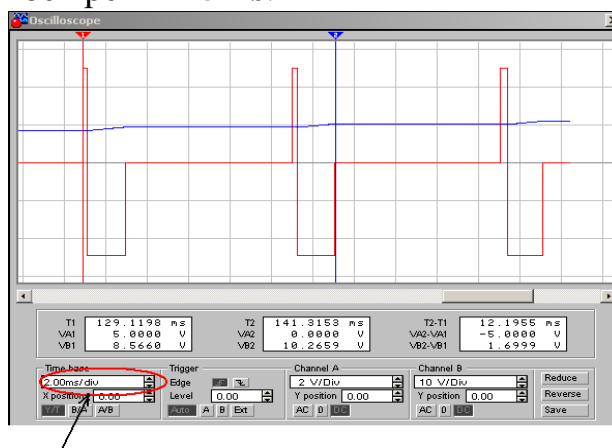 Oscilloscope
1
2
T1 129.1198 ms
VA1 5.0000 V
VB1 8.5660 V
T2 141.3153 ms
VA2 0.0000 V
VB2 10.2659 V
T2-T1 12.1955 ms
VA2-VA1 -5.0000 V
VB2-VB1 1.6999 V
Time base
2.00ms/div
X position 0.00
Y/T B/A A/B
Trigger
Edge
Level 0.00
Auto A B Ext
Channel A
2 V/Div
Y position 0.00
AC 0 DC
Channel B
10 V/Div
Y position 0.00
AC 0 DC
Reduce
Reverse
Save